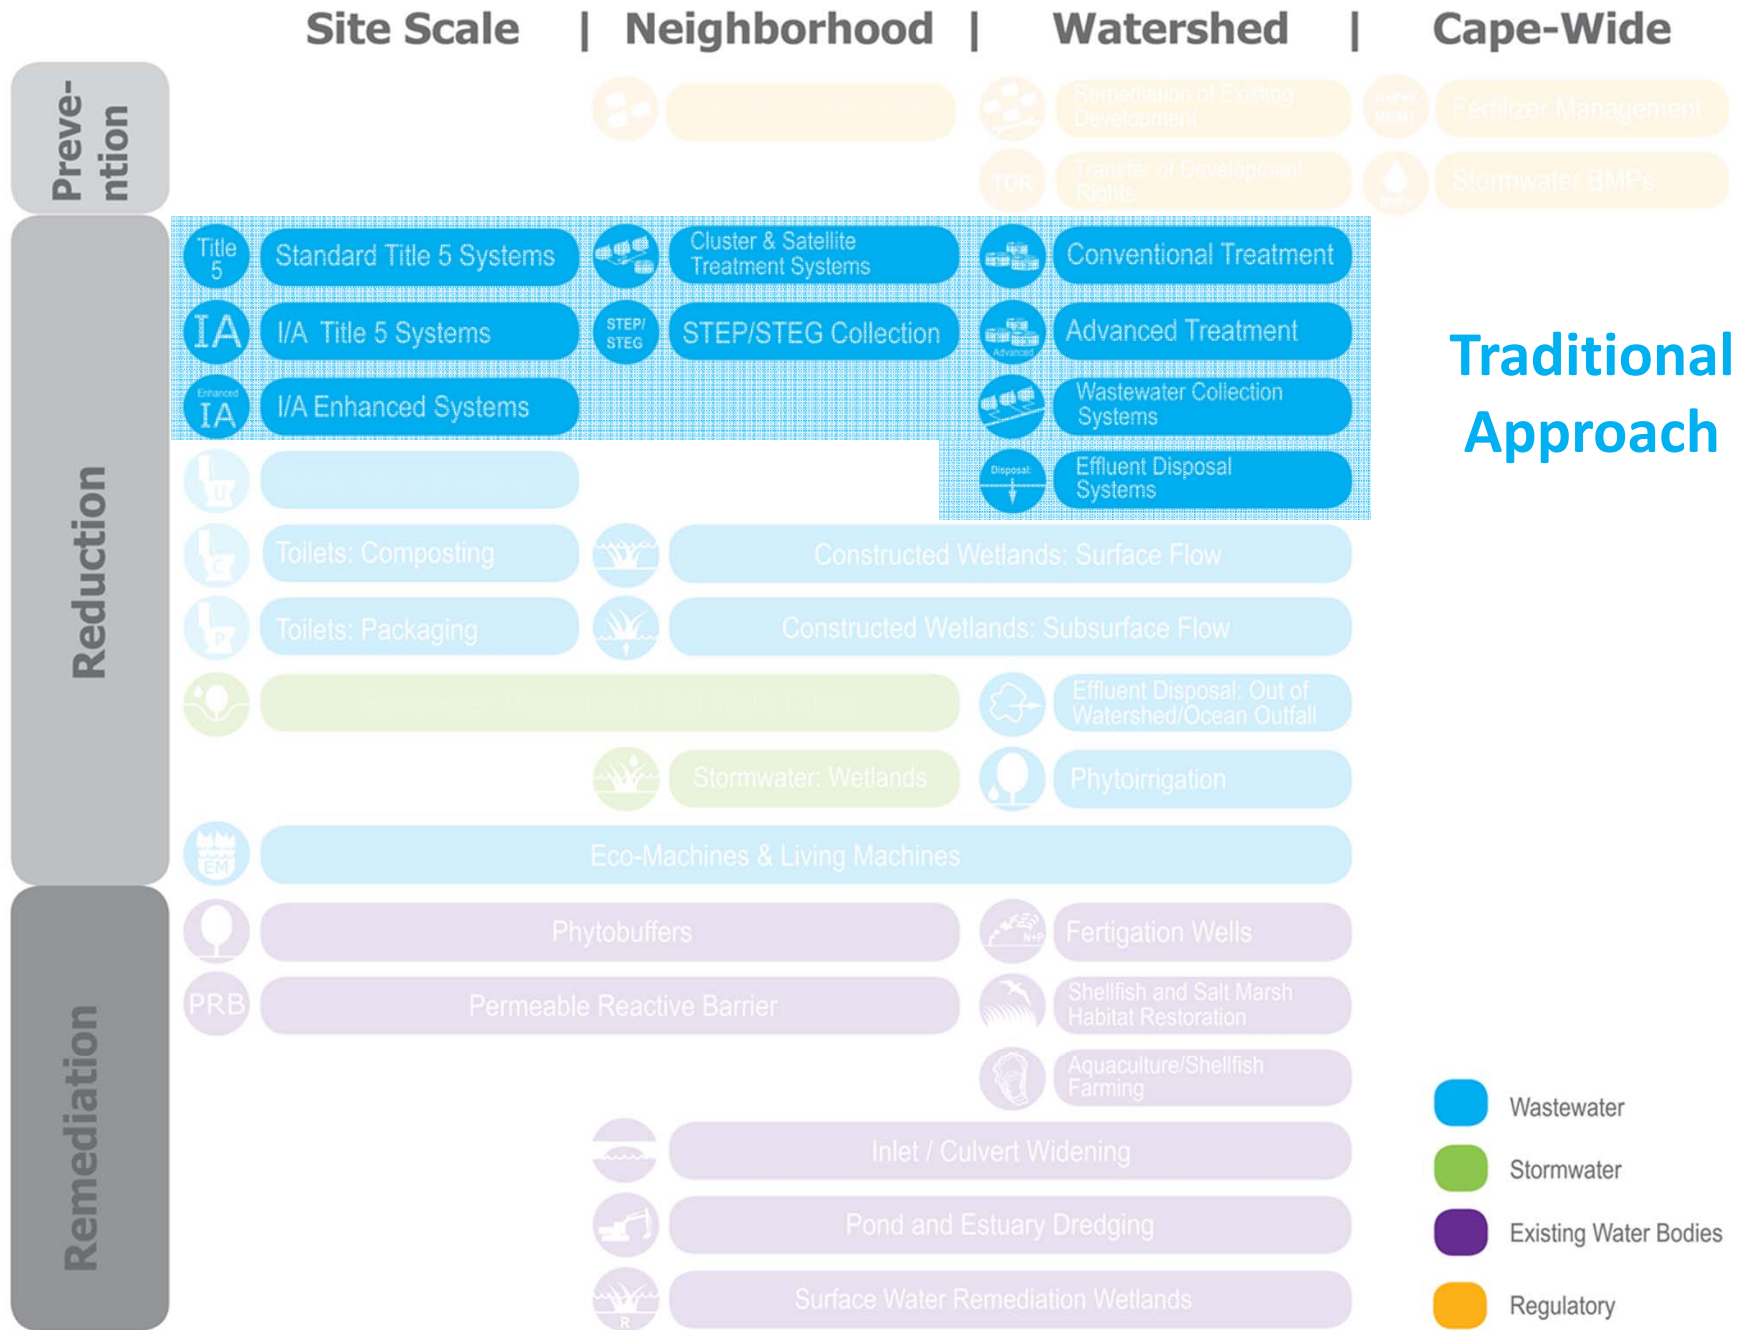 Site Scale | Neighborhood | Watershed | Cape-Wide
Preve-
ntion
Remediation of Existing
Development
MGMT
Fertilizer Management
TDR
Transfer of Development
Rights
BMPs
Stormwater BMPs
Reduction
Title
5
Standard Title 5 Systems
Cluster & Satellite
Treatment Systems
Conventional Treatment
IA
I/A Title 5 Systems
STEP/
STEG
STEP/STEG Collection
Advanced
Advanced Treatment
Enhanced
IA
I/A Enhanced Systems
Wastewater Collection
Systems
Traditional
Approach
U
Disposal:
Effluent Disposal
Systems
C
Toilets: Composting
Constructed Wetlands: Surface Flow
P
Toilets: Packaging
Constructed Wetlands: Subsurface Flow
Effluent Disposal: Out of
Watershed/Ocean Outfall
Stormwater: Wetlands
Phytoirrigation
EM
Eco-Machines & Living Machines
Remediation
Phytobuffers
N+P
Fertigation Wells
PRB
Permeable Reactive Barrier
Shellfish and Salt Marsh
Habitat Restoration
Aquaculture/Shellfish
Farming
Inlet / Culvert Widening
Pond and Estuary Dredging
R
Surface Water Remediation Wetlands
Wastewater
Stormwater
Existing Water Bodies
Regulatory